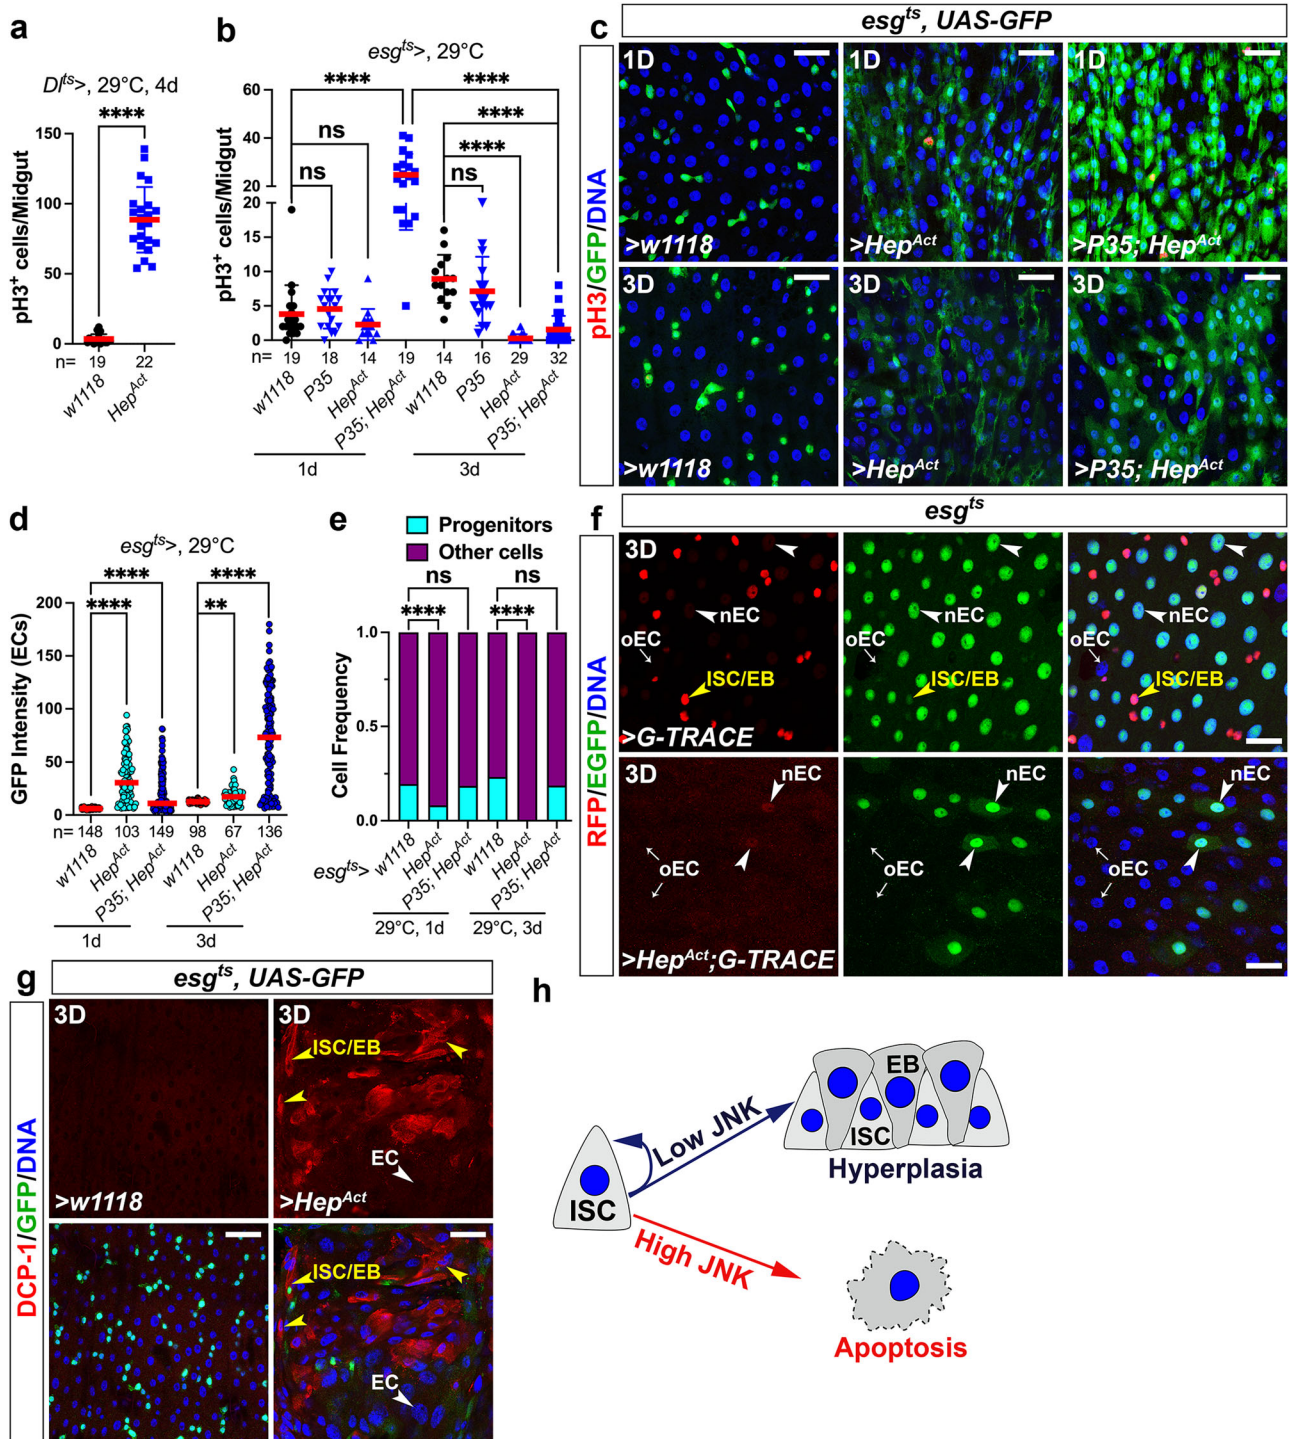 a
Dl^ts>, 29°C, 4d
****
pH3+ cells/Midgut
150
100
50
0
n= 19 22
w1118
Hep^Act
b
esg^ts>, 29°C
**** ****
ns ****
ns ****
ns
pH3+ cells/Midgut
60
40
20
20
15
10
5
0
n= 19 18 14 19 14 16 29 32
w1118
P35
Hep^Act
P35; Hep^Act
w1118
P35
Hep^Act
P35; Hep^Act
1d 3d
c
esg^ts, UAS-GFP
pH3/GFP/DNA
1D 1D 1D
>w1118 >Hep^Act >P35; Hep^Act
3D 3D 3D
>w1118 >Hep^Act >P35; Hep^Act
d
esg^ts>, 29°C
**** ****
**** **
GFP Intensity (ECs)
200
150
100
50
0
n= 148 103 149 98 67 136
w1118
Hep^Act
P35; Hep^Act
w1118
Hep^Act
P35; Hep^Act
1d 3d
e
Progenitors
Other cells
ns ns
**** ****
Cell Frequency
1.0
0.5
0.0
esg^ts>
w1118
Hep^Act
P35; Hep^Act
w1118
Hep^Act
P35; Hep^Act
29°C, 1d 29°C, 3d
f
esg^ts
RFP/EGFP/DNA
3D
nEC nEC
oEC oEC oEC
ISC/EB ISC/EB ISC/EB
>G-TRACE
3D
nEC nEC nEC
oEC oEC oEC
>Hep^Act;G-TRACE
g
esg^ts, UAS-GFP
DCP-1/GFP/DNA
3D 3D
ISC/EB
EC
>w1118 >Hep^Act
ISC/EB
EC
h
ISC
Low JNK
EB
ISC
Hyperplasia
High JNK
Apoptosis